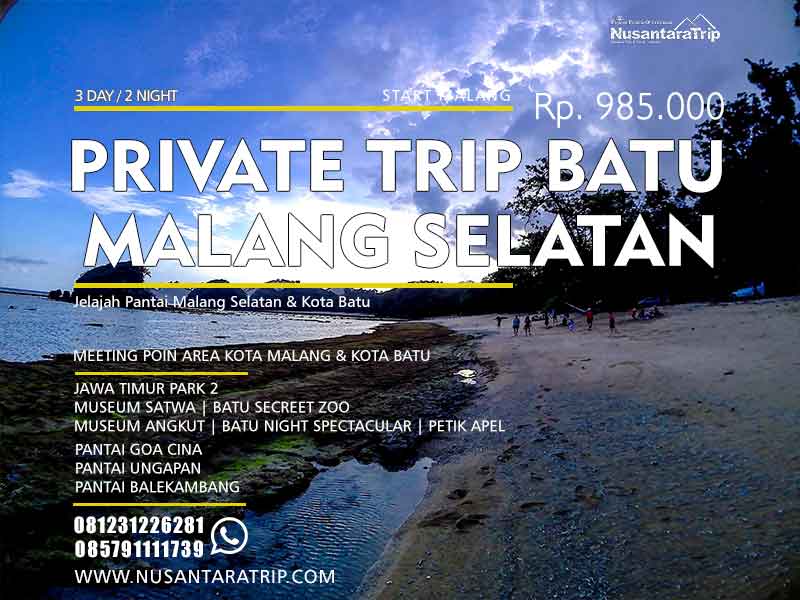 NusantaraTrip
3 DAY / 2 NIGHT
START MALANG
Rp. 985.000
PRIVATE TRIP BATU
MALANG SELATAN
Jelajah Pantai Malang Selatan & Kota Batu
MEETING POIN AREA KOTA MALANG & KOTA BATU
JAWA TIMUR PARK 2
MUSEUM SATWA | BATU SECREET ZOO
MUSEUM ANGKUT | BATU NIGHT SPECTACULAR | PETIK APEL
PANTAI GOA CINA
PANTAI UNGAPAN
PANTAI BALEKAMBANG
081231226281
085791111739
WWW.NUSANTARATRIP.COM